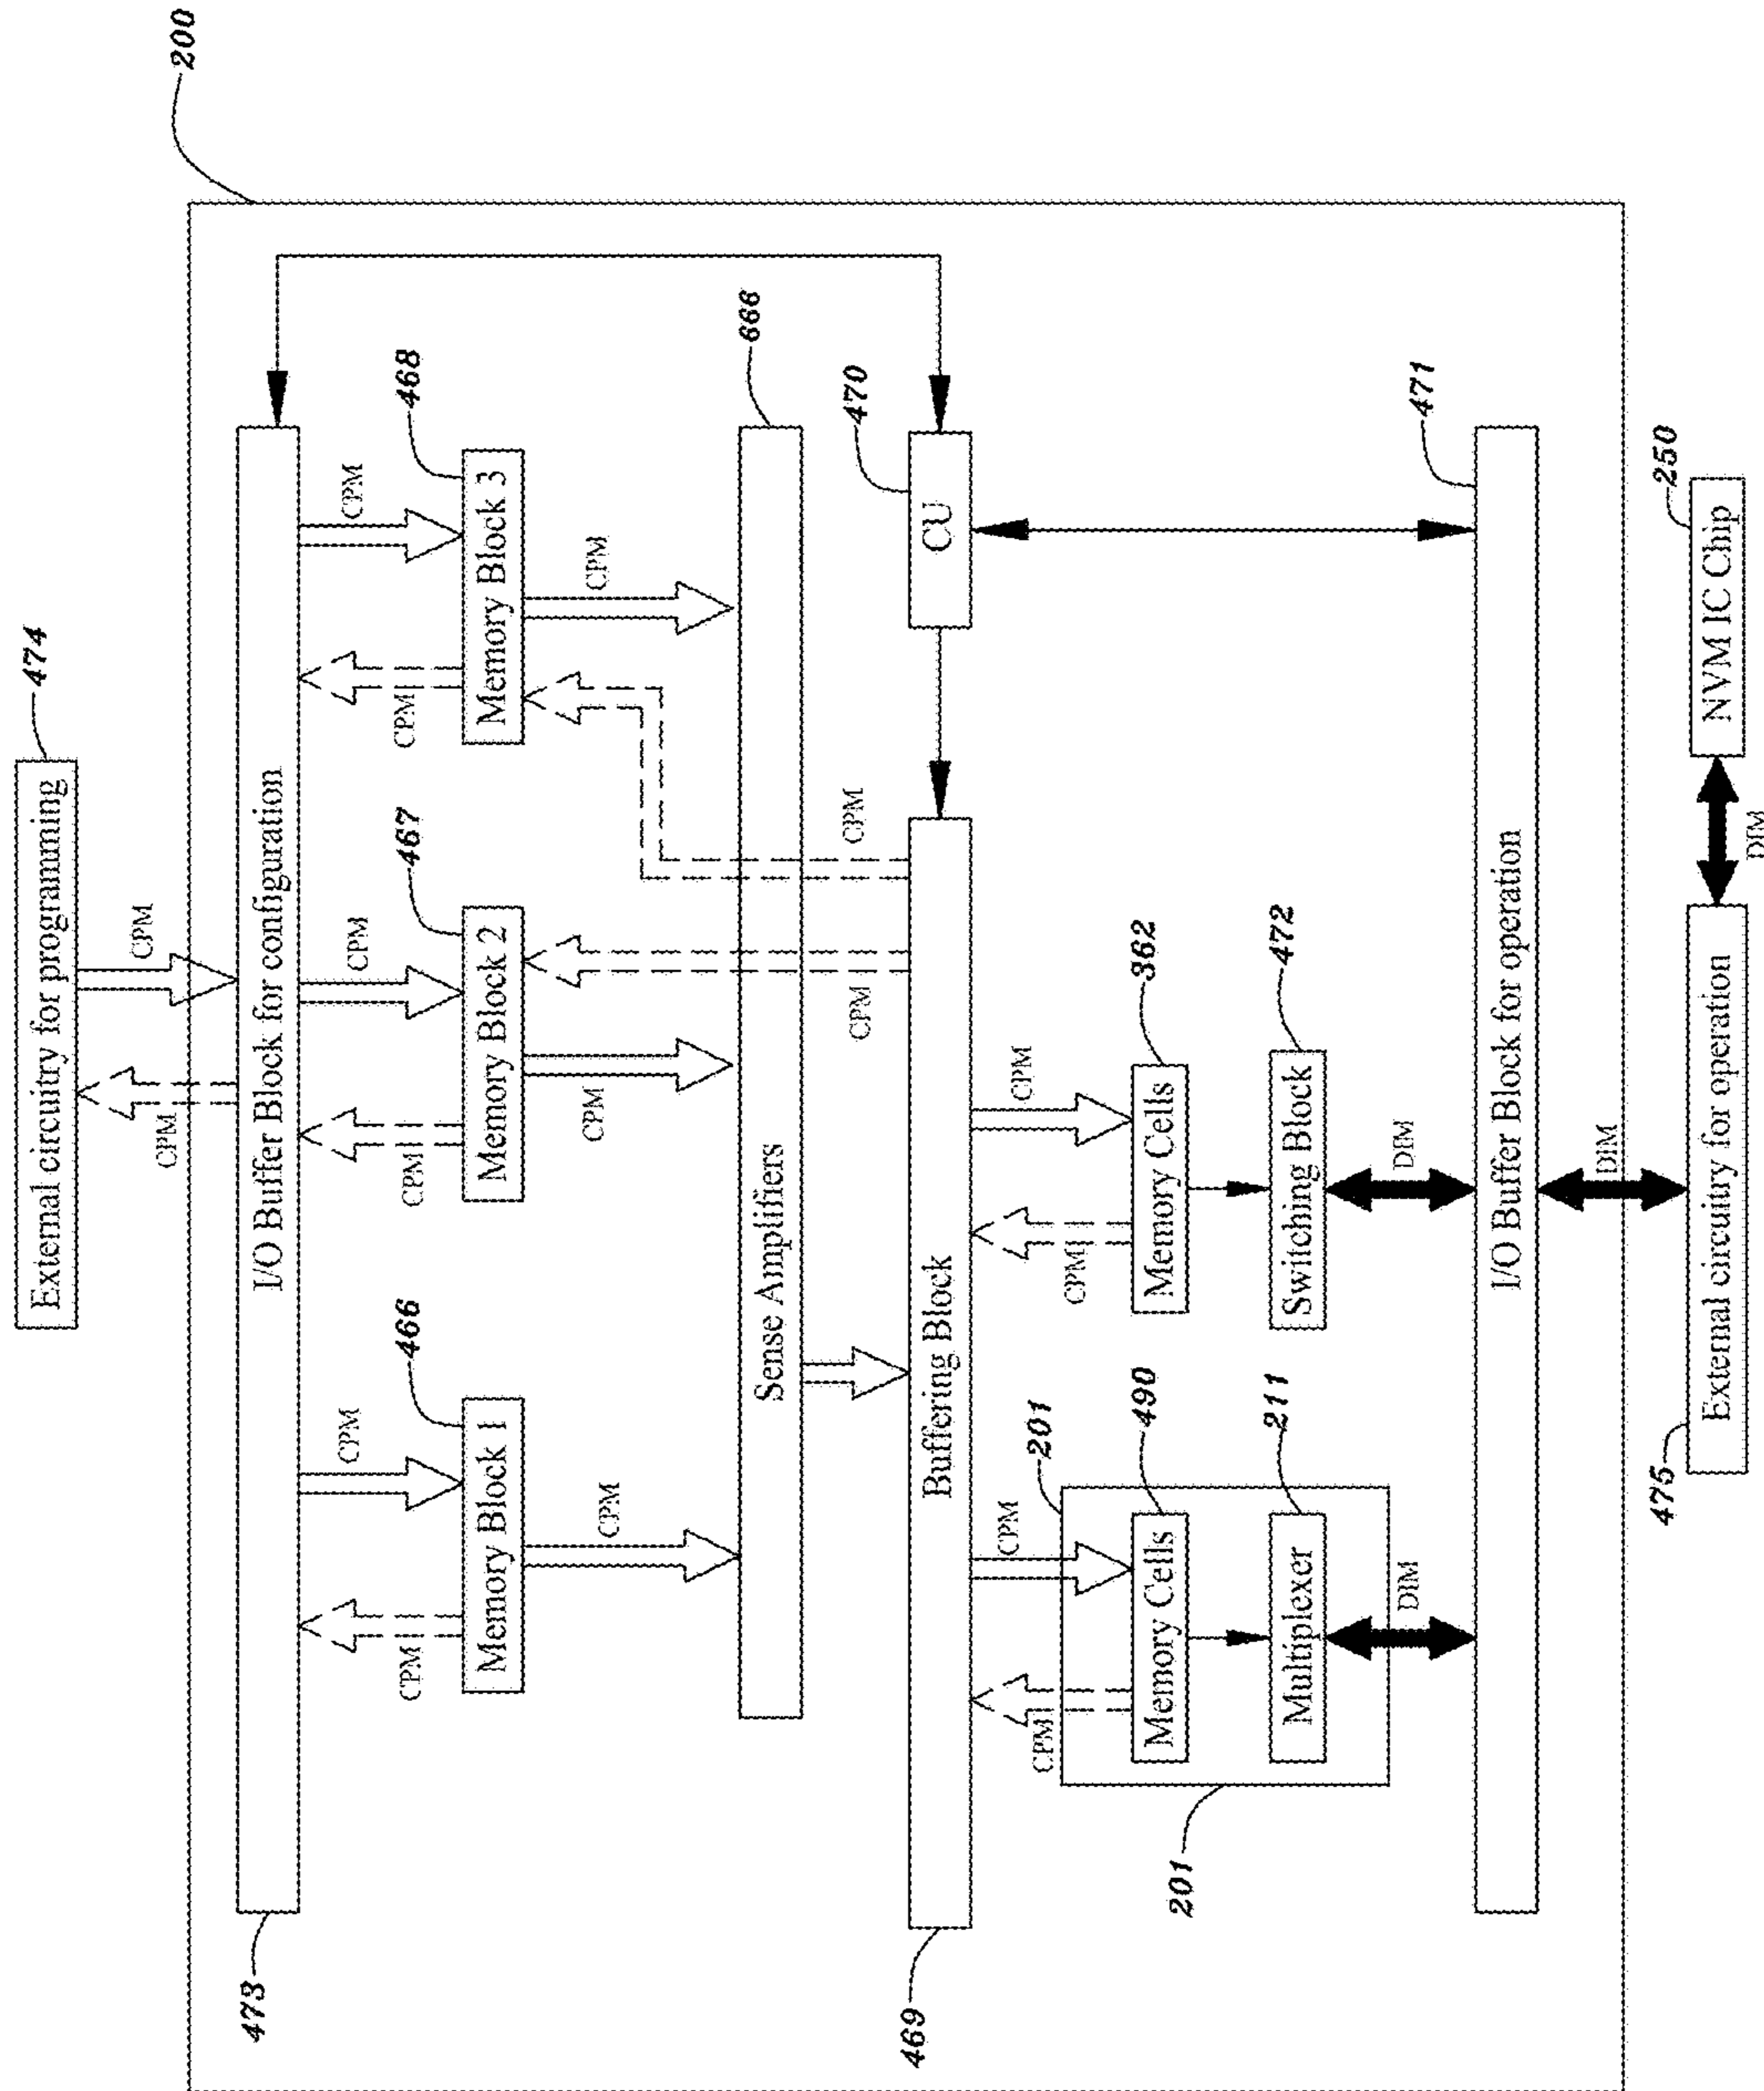 474
External circuitry for programming
200
CPM
CPM
473
I/O Buffer Block for configuration
CPM
CPM
CPM
CPM
CPM
CPM
466
467
468
Memory Block 1
Memory Block 2
Memory Block 3
CPM
CPM
CPM
666
Sense Amplifiers
CPM
CPM
470
469
Buffering Block
CU
CPM
CPM
201
CPM
CPM
490
362
Memory Cells
Memory Cells
201
211
472
Multiplexer
Switching Block
DIM
DIM
471
I/O Buffer Block for operation
DIM
475
250
External circuitry for operation
NVM IC Chip
DIM